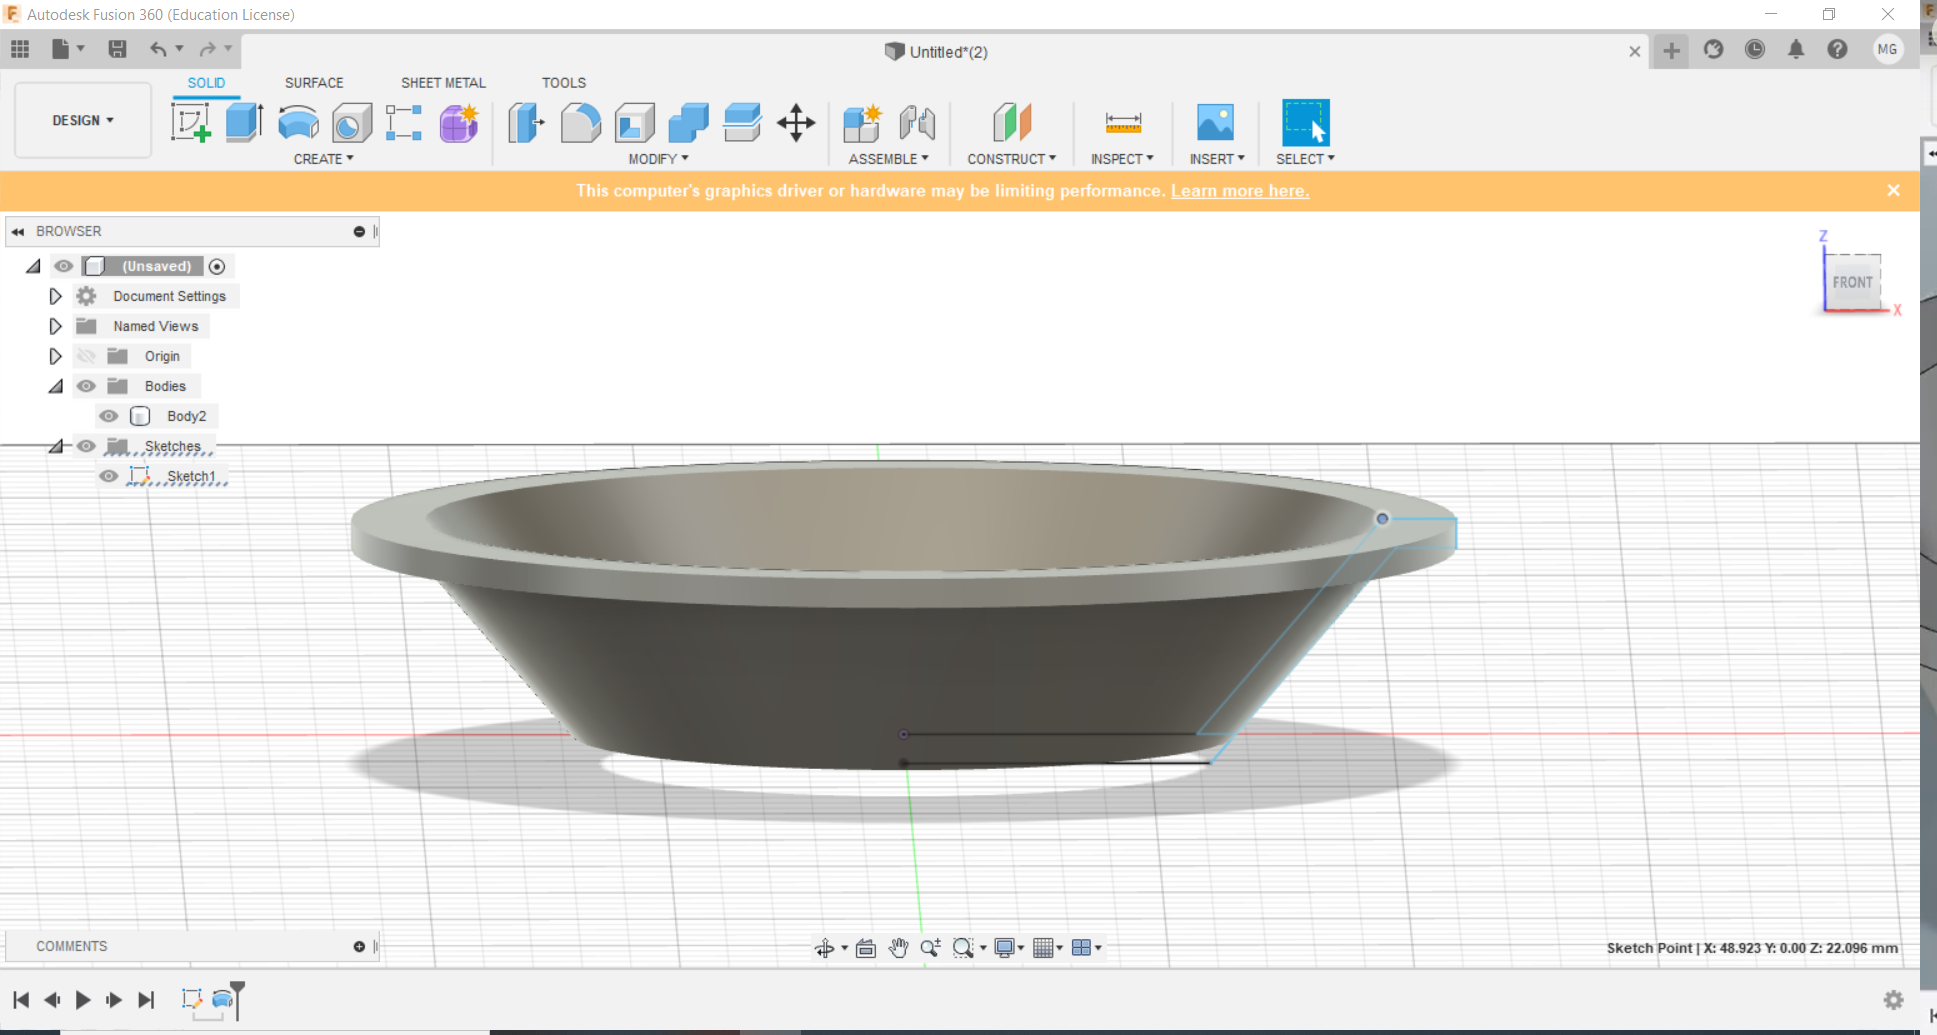 Autodesk Fusion 360 (Education License)
Untitled*(2)
MG
SOLID SURFACE SHEET METAL TOOLS
DESIGN
CREATE MODIFY ASSEMBLE CONSTRUCT INSPECT INSERT SELECT
This computer's graphics driver or hardware may be limiting performance. Learn more here.
BROWSER
(Unsaved)
Document Settings
Named Views
Origin
Bodies
Body2
Sketches
Sketch1
Z
FRONT
X
COMMENTS
Sketch Point | X: 48.923 Y: 0.00 Z: 22.096 mm